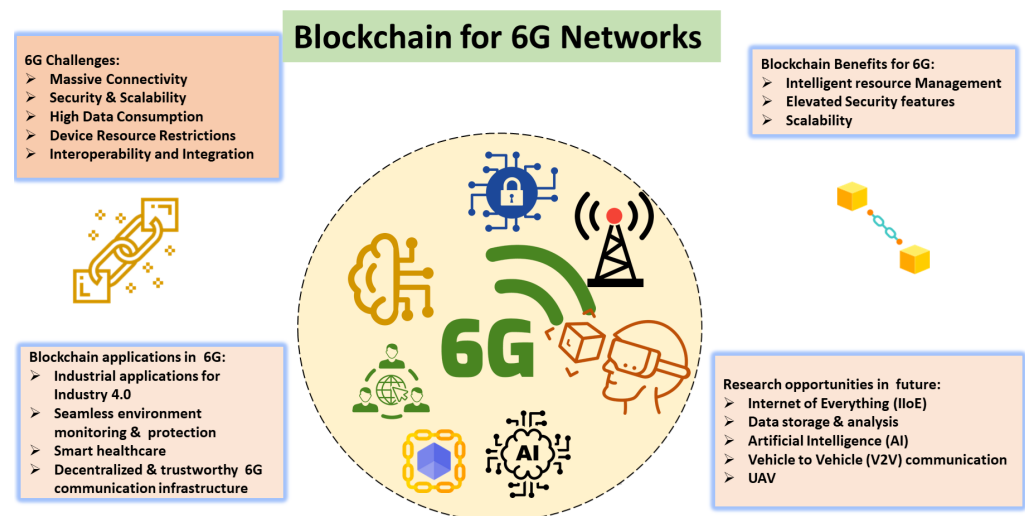 Blockchain for 6G Networks
6G Challenges:
➢ Massive Connectivity
➢ Security & Scalability
➢ High Data Consumption
➢ Device Resource Restrictions
➢ Interoperability and Integration
Blockchain Benefits for 6G:
➢ Intelligent resource Management
➢ Elevated Security features
➢ Scalability
6G
AI
Blockchain applications in 6G:
➢ Industrial applications for
Industry 4.0
➢ Seamless environment
monitoring & protection
➢ Smart healthcare
➢ Decentralized & trustworthy 6G
communication infrastructure
Research opportunities in future:
➢ Internet of Everything (IIoE)
➢ Data storage & analysis
➢ Artificial Intelligence (AI)
➢ Vehicle to Vehicle (V2V) communication
➢ UAV